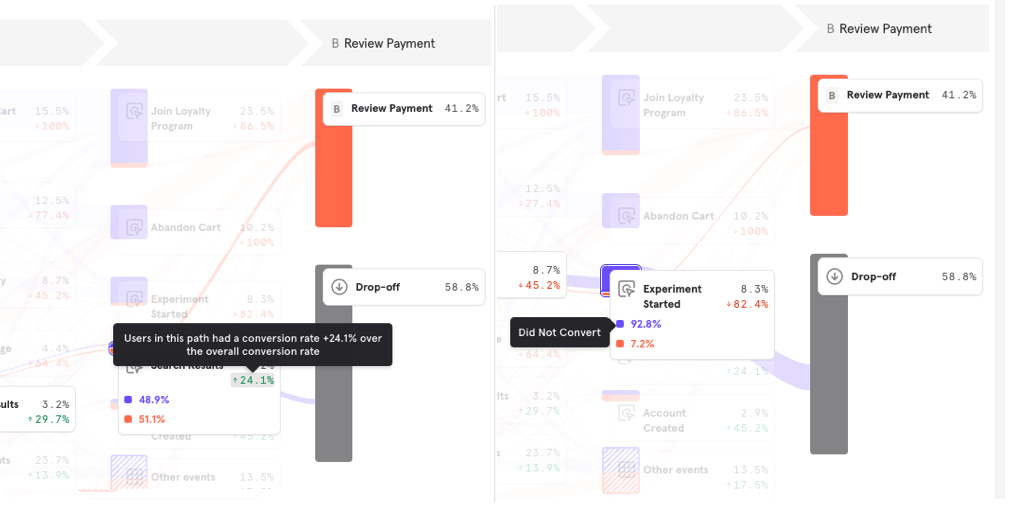 B Review Payment
Cart 15.5%
↓100%
Join Loyalty Program 23.5%
↓86.5%
B Review Payment 41.2%
12.5%
↓77.4%
Abandon Cart 10.2%
↓100%
8.7%
↓45.2%
Experiment Started 8.3%
↓82.4%
Drop-off 58.8%
4.4%
↓64.4%
Users in this path had a conversion rate +24.1% over
the overall conversion rate
Search Results
↑24.1%
48.9%
51.1%
3.2%
↑29.7%
Created ↑45.2%
23.7%
↑13.9%
Other events 13.5%
B Review Payment
15.5%
↓100%
Join Loyalty 23.5%
Program ↓86.5%
B Review Payment 41.2%
12.5%
↓77.4%
Abandon Cart 10.2%
↓100%
8.7%
↓45.2%
Experiment 8.3%
Started ↓82.4%
Drop-off 58.8%
Did Not Convert
92.8%
7.2%
↓64.4%
↑24.1%
3.2%
↑29.7%
Account 2.9%
Created ↑45.2%
23.7%
↑13.9%
Other events 13.5%
↑17.5%